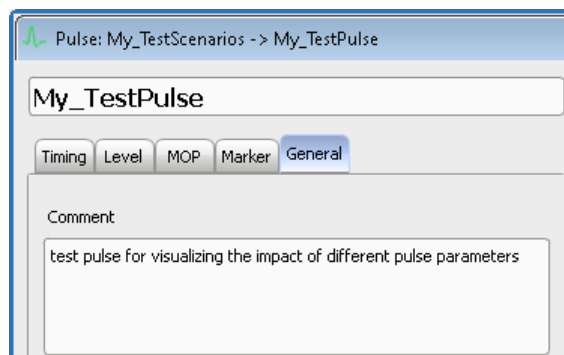 Pulse: My_TestScenarios -> My_TestPulse
My_TestPulse
Timing Level MOP Marker General
Comment
test pulse for visualizing the impact of different pulse parameters